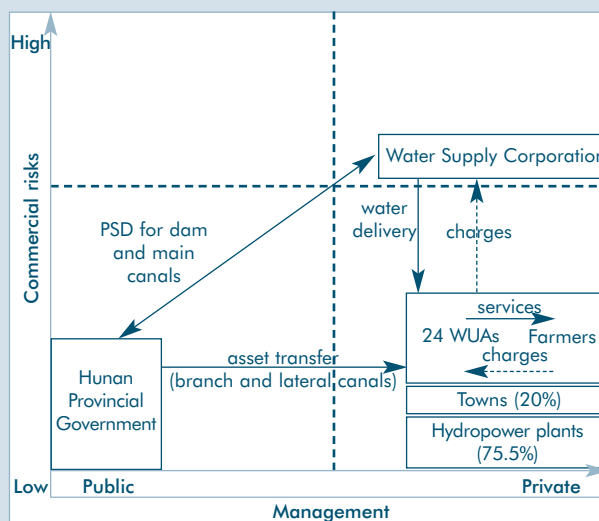 High
Commercial risks
Water Supply Corporation
PSD for dam
and main
canals
water
delivery
charges
services
24 WUAs Farmers
charges
asset transfer
(branch and lateral canals)
Hunan
Provincial
Government
Towns (20%)
Hydropower plants
(75.5%)
Low Public Private
Management